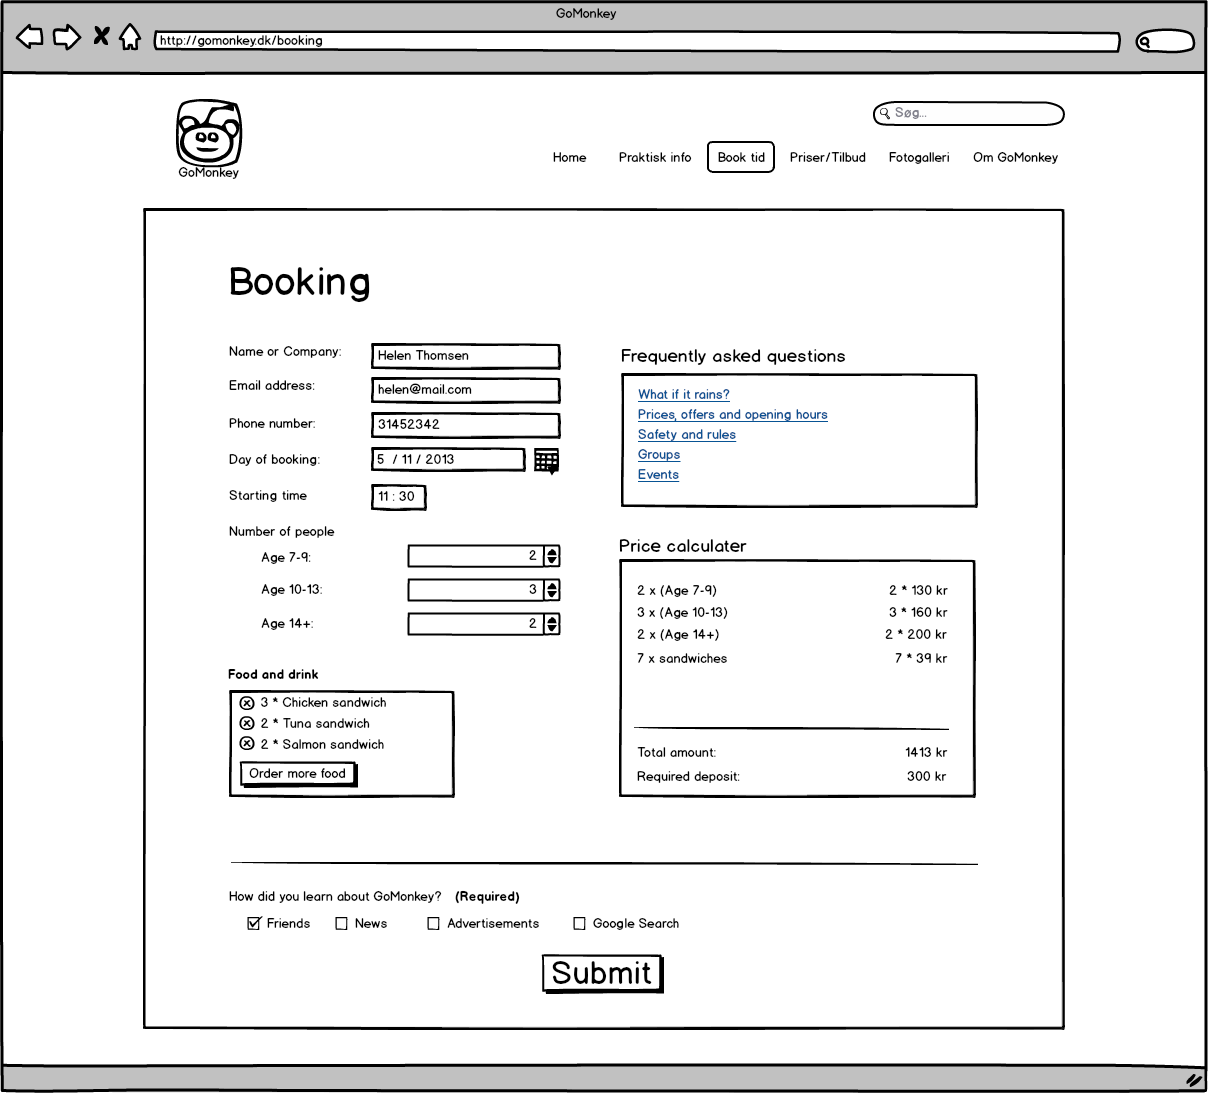 GoMonkey
http://gomonkey.dk/booking
Søg...
GoMonkey
Home Praktisk info Book tid Priser/Tilbud Fotogalleri Om GoMonkey
Booking
Name or Company: Helen Thomsen
Email address: helen@mail.com
Phone number: 31452342
Day of booking: 5 / 11 / 2013
Starting time 11 : 30
Number of people
Age 7-9: 2
Age 10-13: 3
Age 14+: 2
Food and drink
3 * Chicken sandwich
2 * Tuna sandwich
2 * Salmon sandwich
Order more food
Frequently asked questions
What if it rains?
Prices, offers and opening hours
Safety and rules
Groups
Events
Price calculater
2 x (Age 7-9) 2 * 130 kr
3 x (Age 10-13) 3 * 160 kr
2 x (Age 14+) 2 * 200 kr
7 x sandwiches 7 * 39 kr
Total amount: 1413 kr
Required deposit: 300 kr
How did you learn about GoMonkey? (Required)
Friends News Advertisements Google Search
Submit